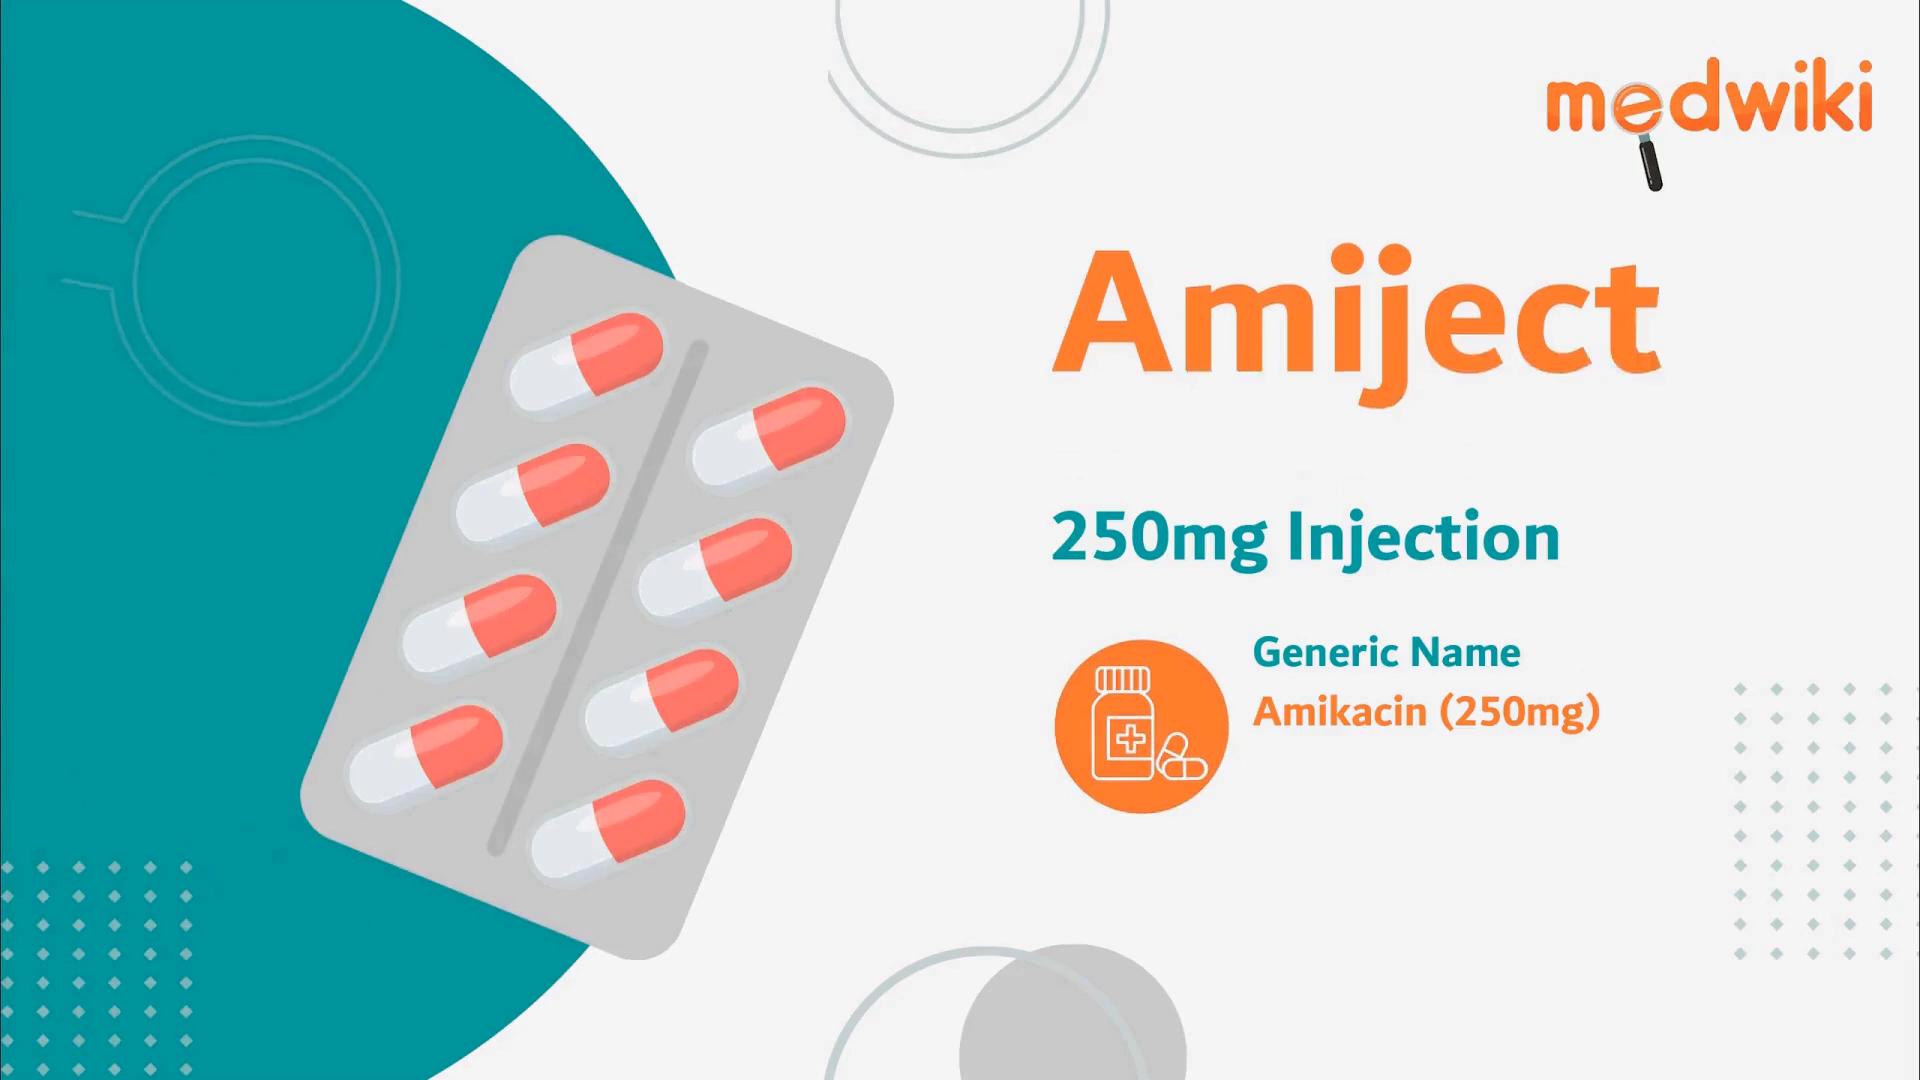 medwiki
Amiject
250mg Injection
Generic Name
Amikacin (250mg)